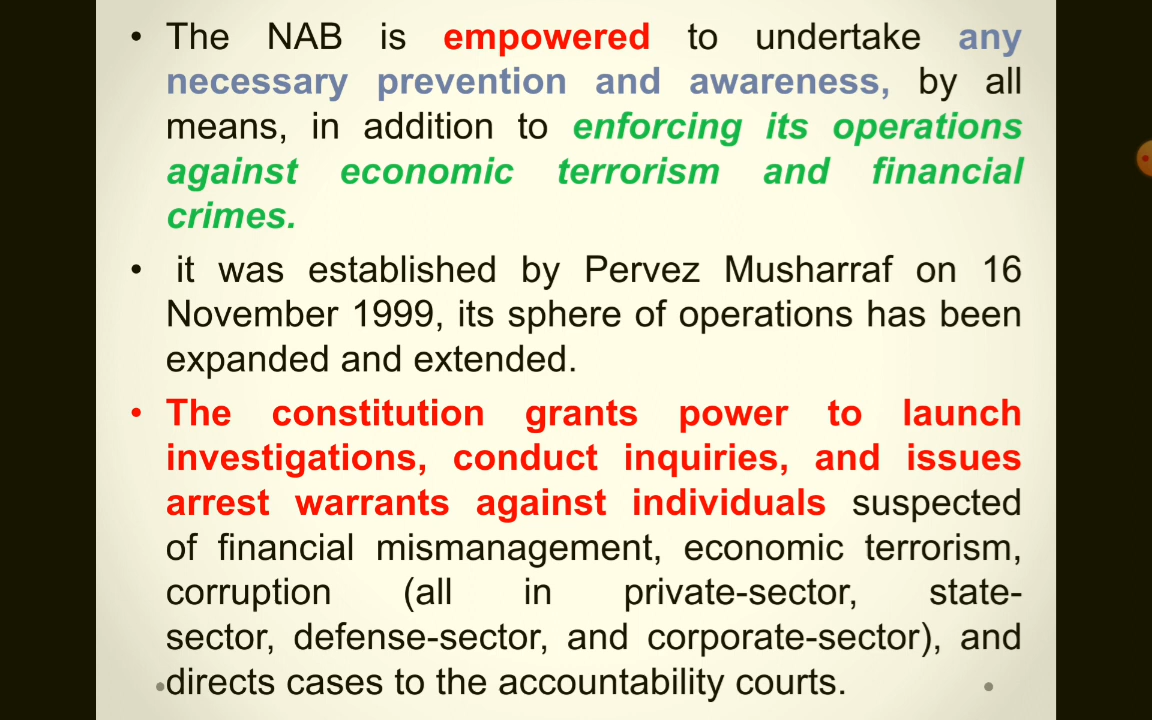 • The NAB is empowered to undertake any
necessary prevention and awareness, by all
means, in addition to enforcing its operations
against economic terrorism and financial
crimes.
• it was established by Pervez Musharraf on 16
November 1999, its sphere of operations has been
expanded and extended.
• The constitution grants power to launch
investigations, conduct inquiries, and issues
arrest warrants against individuals suspected
of financial mismanagement, economic terrorism,
corruption (all in private-sector, state-
sector, defense-sector, and corporate-sector), and
directs cases to the accountability courts.